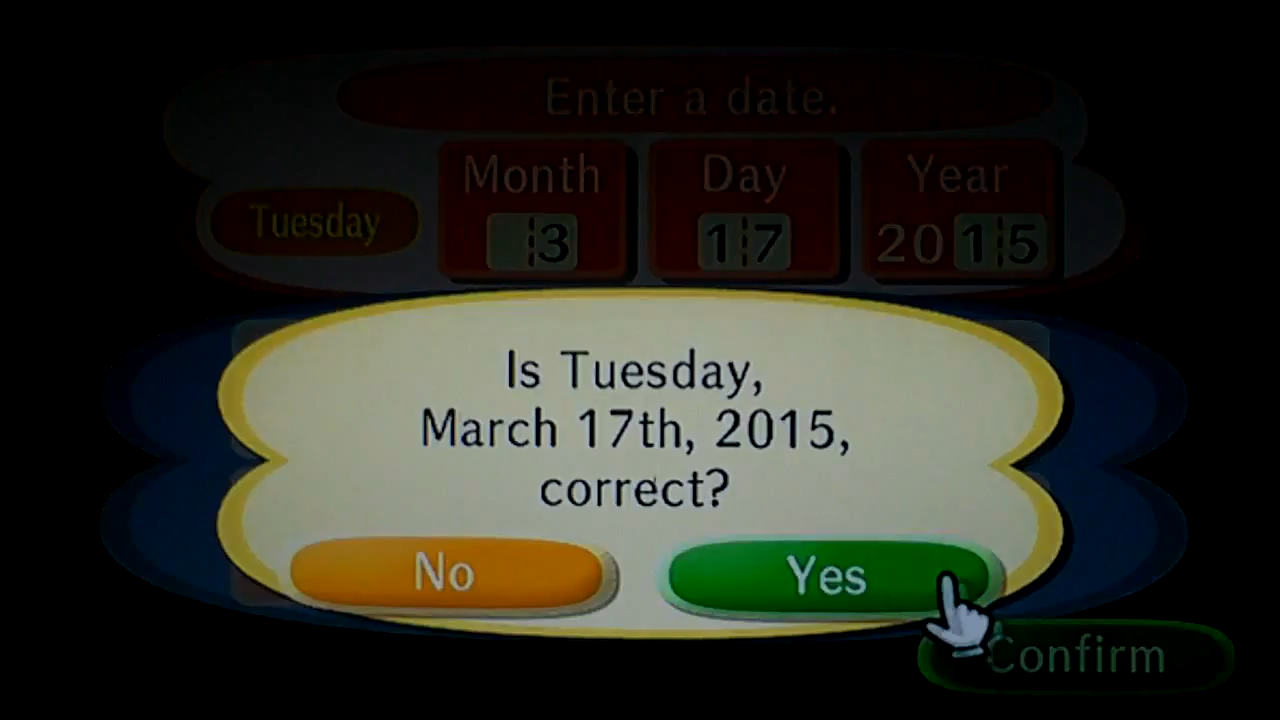 Enter a date.
Month Day Year
Tuesday 3 17 2015
Is Tuesday,
March 17th, 2015,
correct?
No Yes
Confirm